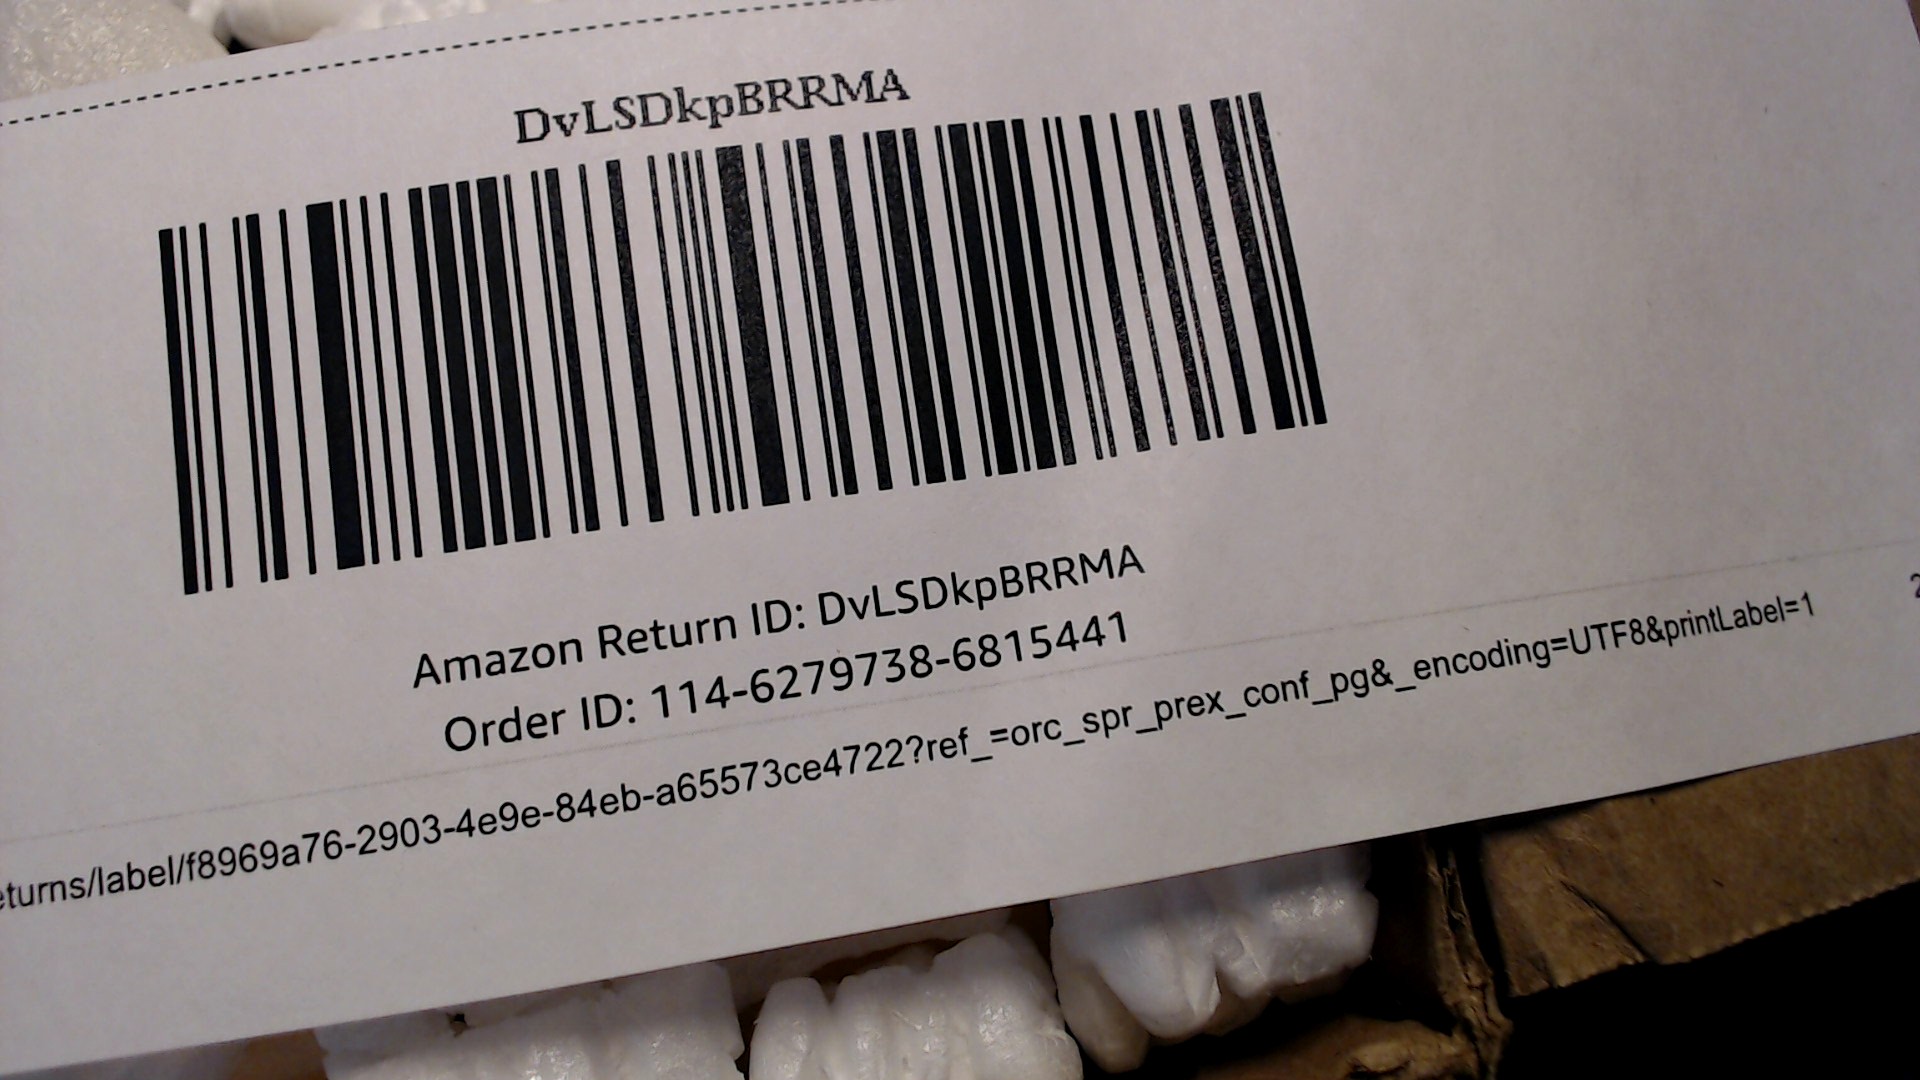 DvLSDkpBRRMA
Amazon Return ID: DvLSDkpBRRMA
Order ID: 114-6279738-6815441
eturns/label/f8969a76-2903-4e9e-84eb-a65573ce4722?ref_=orc_spr_prex_conf_pg&_encoding=UTF8&printLabel=1